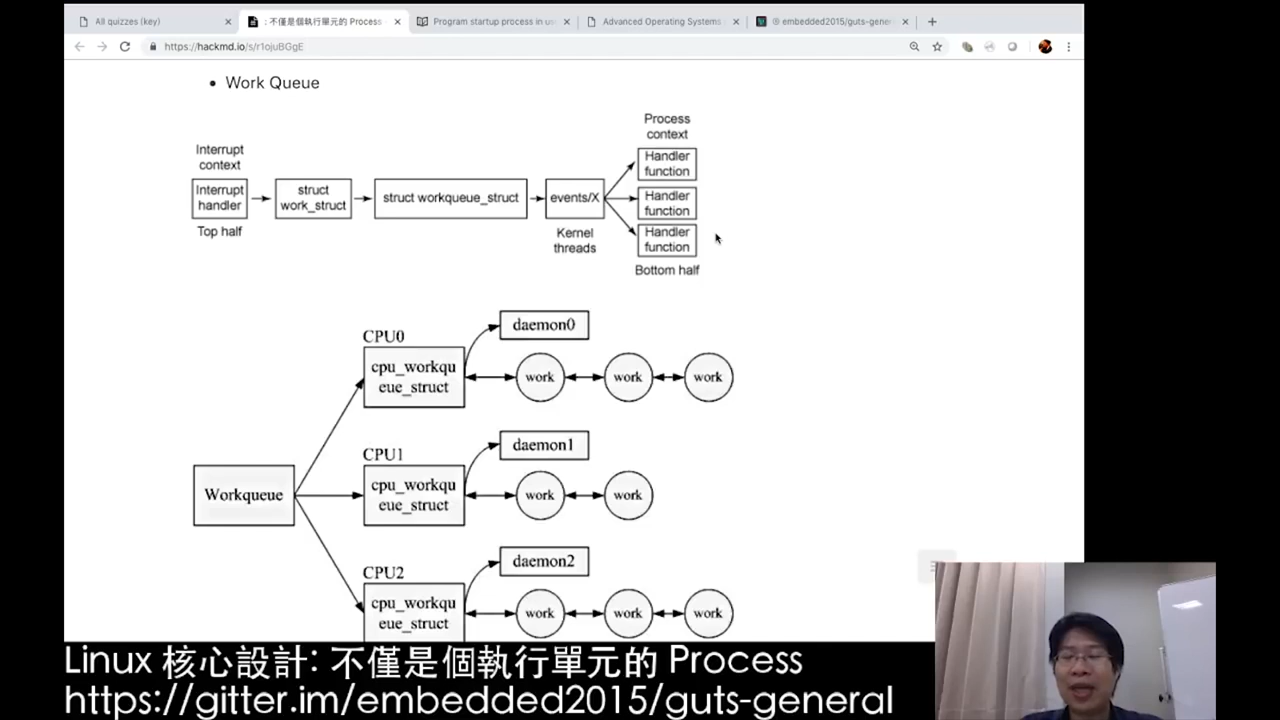 All quizzes (key)
: 不僅是個執行單元的 Process
Program startup process in us
Advanced Operating Systems
embedded2015/guts-gener
https://hackmd.io/s/r1ojuBGgE
Work Queue
Interrupt context
Process context
Interrupt handler
struct work_struct
struct workqueue_struct
events/X
Handler function
Handler function
Handler function
Top half
Kernel threads
Bottom half
Workqueue
CPU0
cpu_workqu
eue_struct
daemon0
work
work
work
CPU1
cpu_workqu
eue_struct
daemon1
work
work
CPU2
cpu_workqu
eue_struct
daemon2
work
work
work
Linux 核心設計: 不僅是個執行單元的 Process
https://gitter.im/embedded2015/guts-general